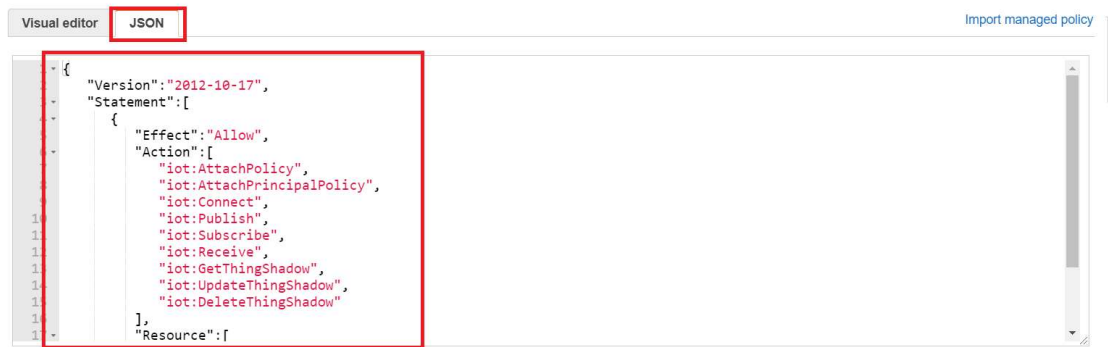 Visual editor JSON Import managed policy
1 {
2 "Version":"2012-10-17",
3 "Statement":[
4 {
5 "Effect":"Allow",
6 "Action":[
7 "iot:AttachPolicy",
8 "iot:AttachPrincipalPolicy",
9 "iot:Connect",
10 "iot:Publish",
11 "iot:Subscribe",
12 "iot:Receive",
13 "iot:GetThingShadow",
14 "iot:UpdateThingShadow",
15 "iot:DeleteThingShadow"
16 ],
17 "Resource":[